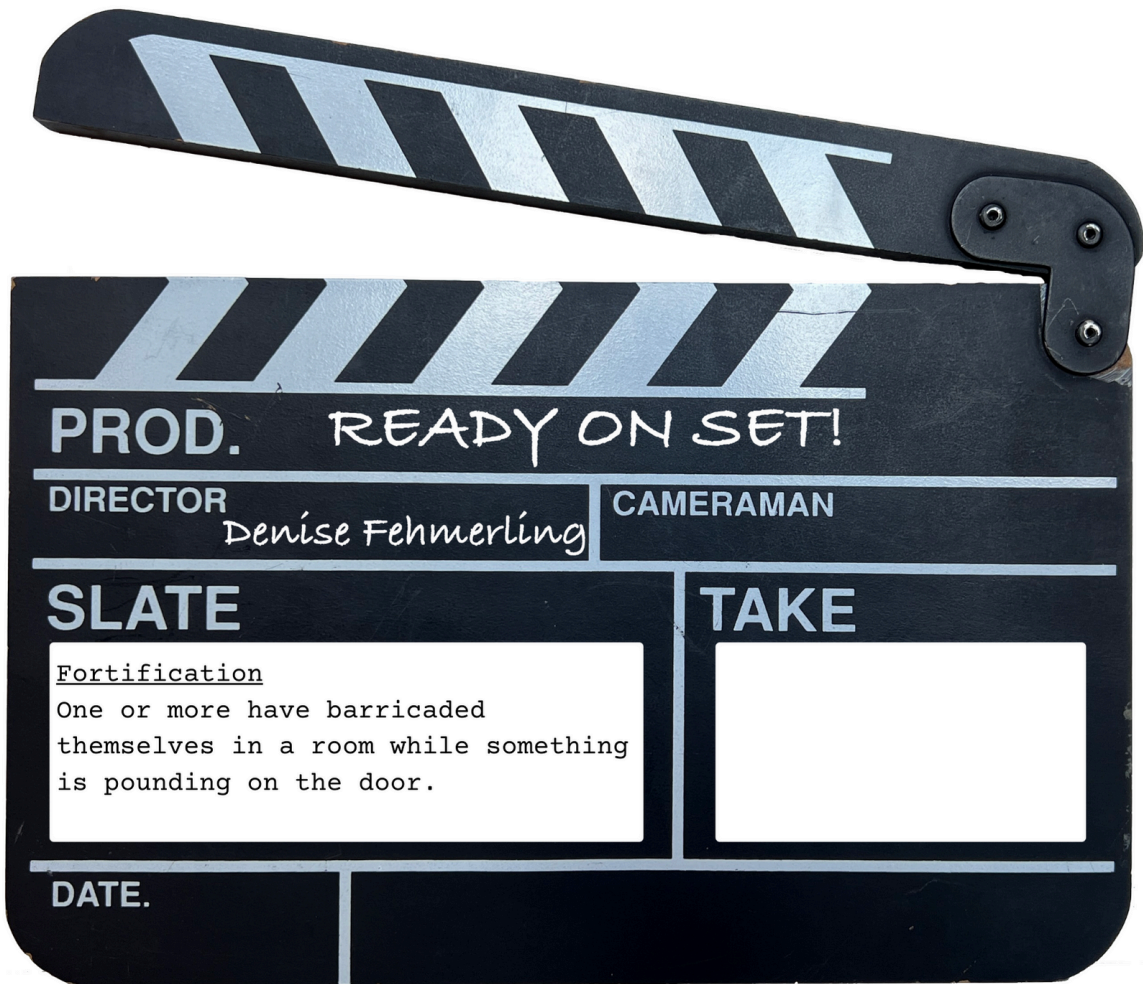 PROD. READY ON SET!
DIRECTOR
Denise Fehmerling
CAMERAMAN
SLATE
TAKE
Fortification
One or more have barricaded
themselves in a room while something
is pounding on the door.
DATE.